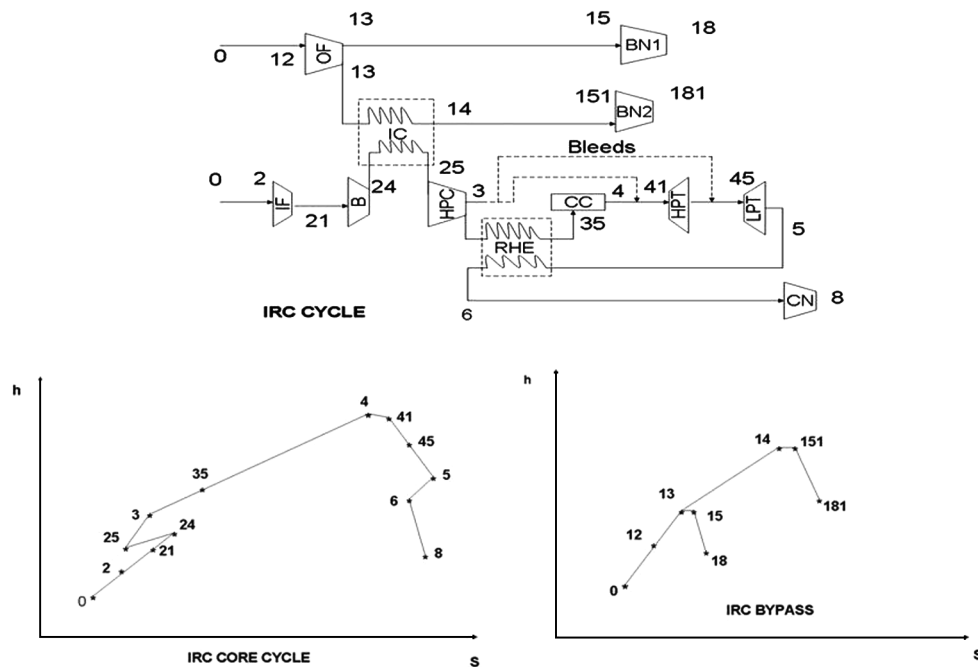 13
15
18
0
12
OF
BN1
13
14
151
181
BN2
IC
Bleeds
0
2
24
25
3
4
41
45
IF
B
HPC
CC
HPT
LPT
21
35
5
RHE
IRC CYCLE
6
CN
8
h
4
41
45
35
5
3
6
24
25
21
2
8
0
IRC CORE CYCLE
S
h
14
151
13
15
181
12
18
0
IRC BYPASS
S